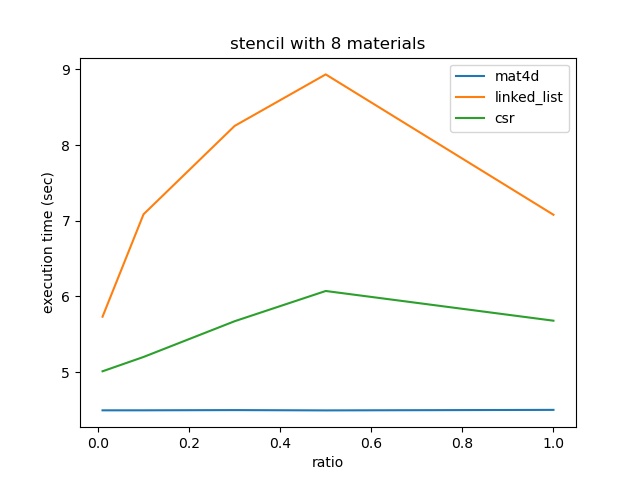 stencil with 8 materials
mat4d
linked_list
csr
execution time (sec)
9
8
7
6
5
0.0 0.2 0.4 0.6 0.8 1.0
ratio